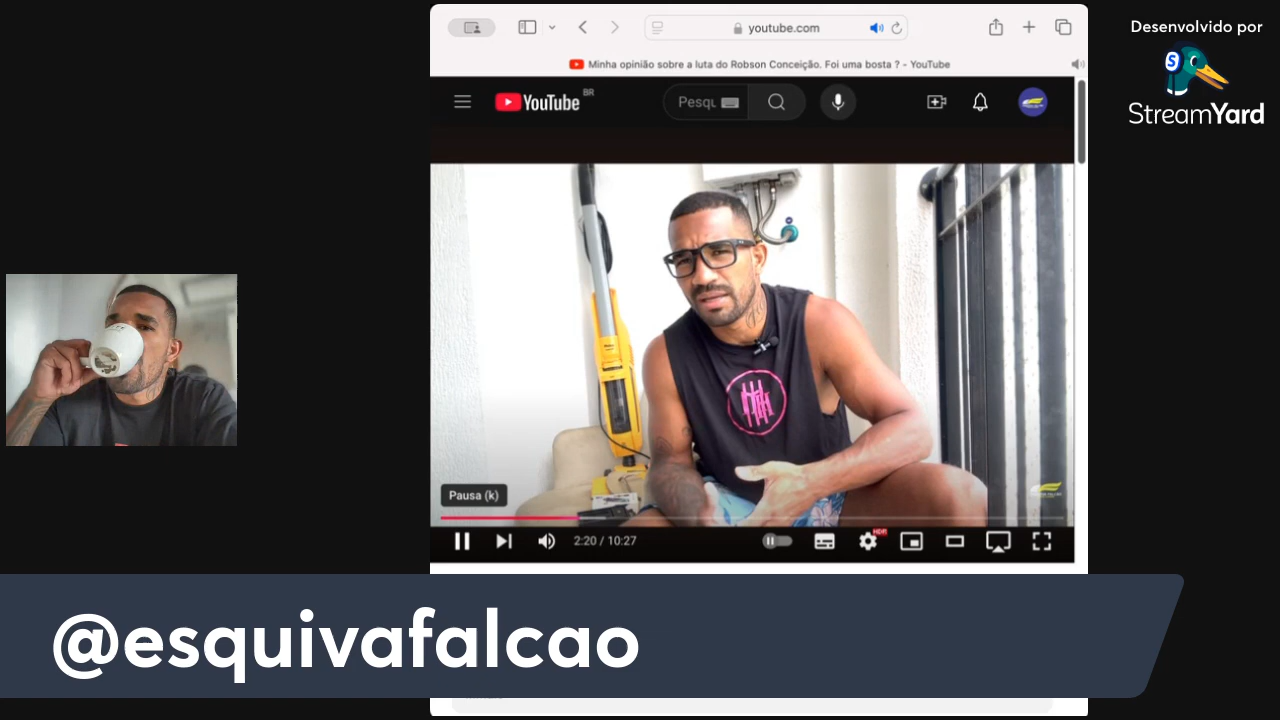 youtube.com
Desenvolvido por
StreamYard
Minha opinião sobre a luta do Robson Conceição. Foi uma bosta ? - YouTube
YouTube BR
Pesqu
Pausa (k)
2:20 / 10:27
HDR
@esquivafalcao